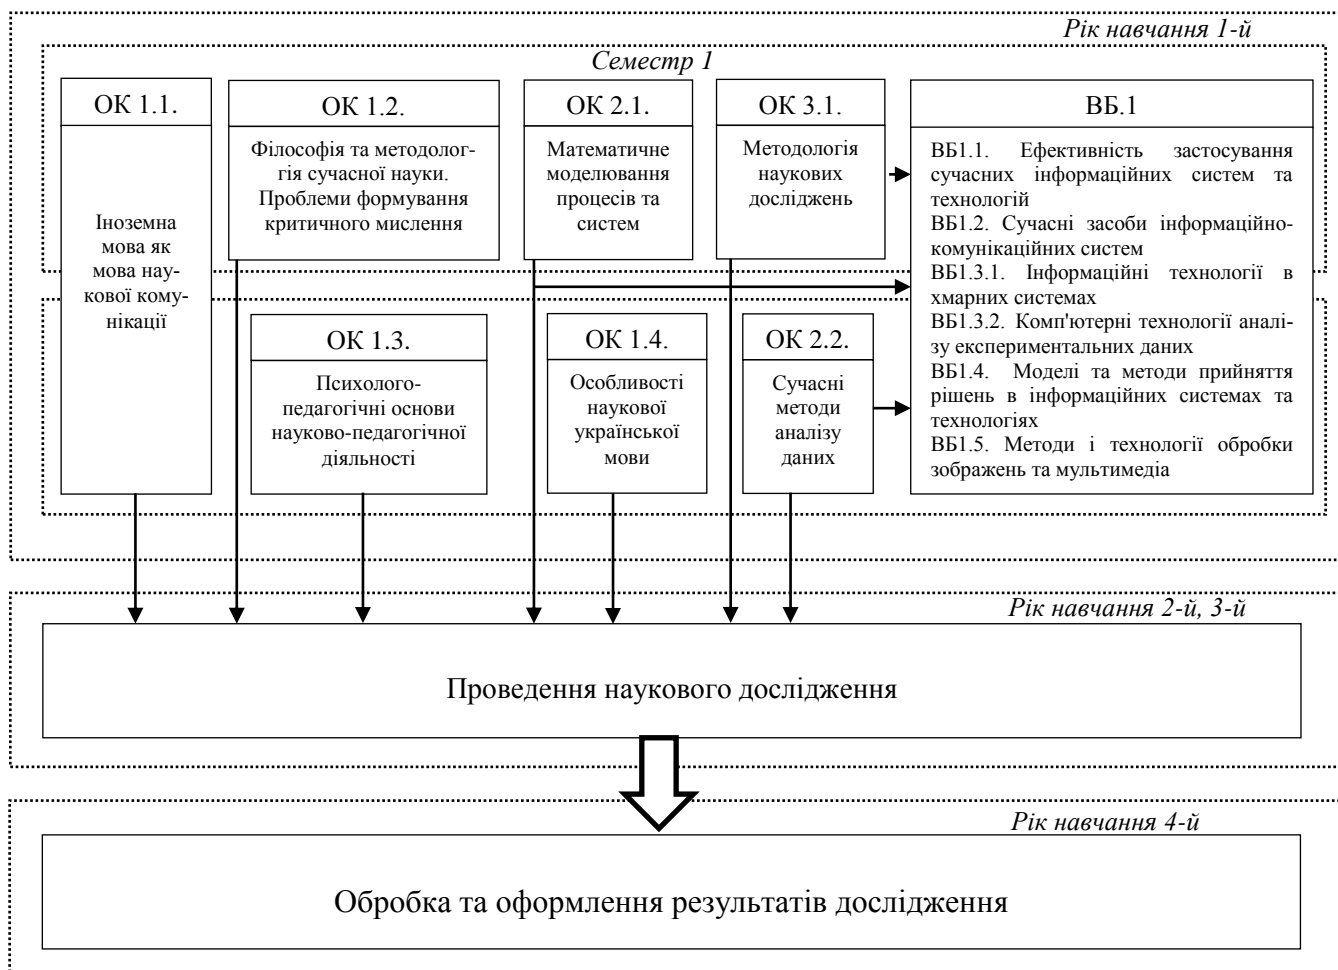 Рік навчання 1-й
Семестр 1
ОК 1.1.
Іноземна
мова як
мова нау-
кової кому-
нікації
ОК 1.2.
Філософія та методоло-
гія сучасної науки.
Проблеми формування
критичного мислення
ОК 2.1.
Математичне
моделювання
процесів та
систем
ОК 3.1.
Методологія
наукових
досліджень
ВБ.1
ВБ1.1. Ефективність застосування
сучасних інформаційних систем та
технологій
ВБ1.2. Сучасні засоби інформаційно-
комунікаційних систем
ВБ1.3.1. Інформаційні технології в
хмарних системах
ВБ1.3.2. Комп'ютерні технології аналі-
зу експериментальних даних
ВБ1.4. Моделі та методи прийняття
рішень в інформаційних системах та
технологіях
ВБ1.5. Методи і технології обробки
зображень та мультимедіа
ОК 1.3.
Психолого-
педагогічні основи
науково-педагогічної
діяльності
ОК 1.4.
Особливості
наукової
української
мови
ОК 2.2.
Сучасні
методи
аналізу
даних
Рік навчання 2-й, 3-й
Проведення наукового дослідження
Рік навчання 4-й
Обробка та оформлення результатів дослідження